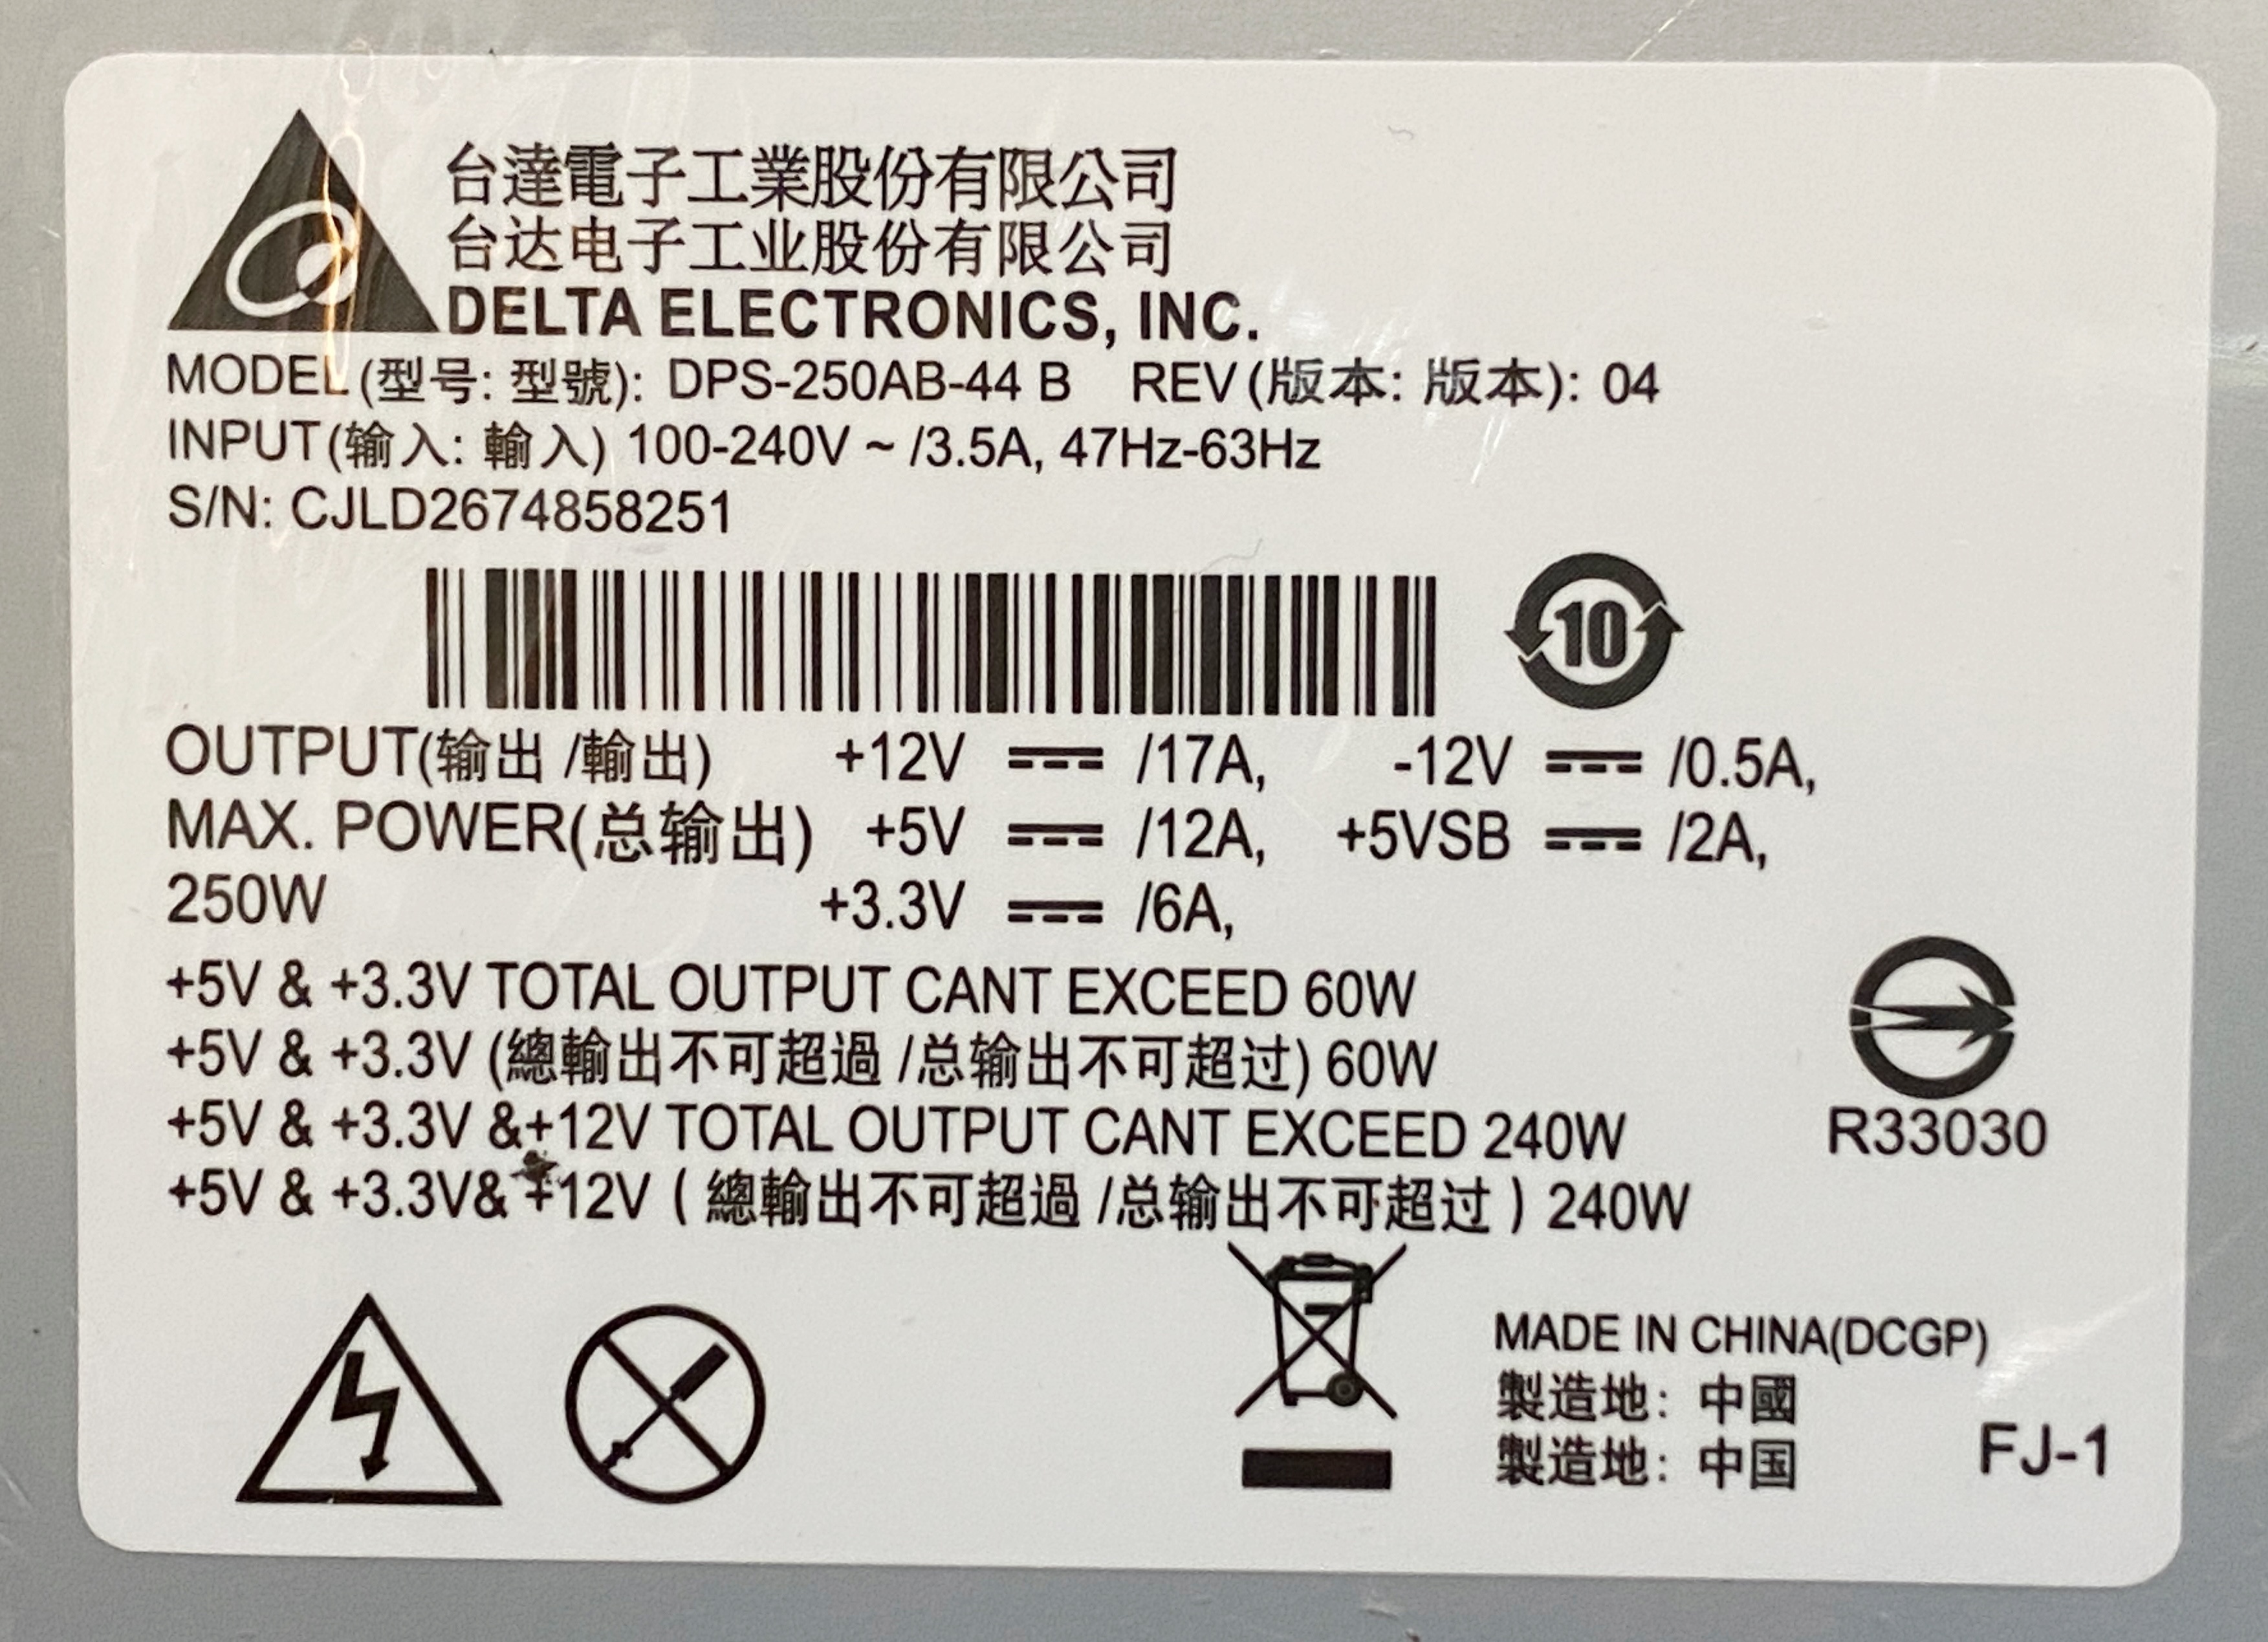 台達電子工業股份有限公司
台达电子工业股份有限公司
DELTA ELECTRONICS, INC.
MODEL(型号: 型號): DPS-250AB-44 B REV(版本: 版本): 04
INPUT(输入: 輸入) 100-240V ~ /3.5A, 47Hz-63Hz
S/N: CJLD2674858251
10
OUTPUT(输出 /輸出) +12V ⎓ /17A, -12V ⎓ /0.5A,
MAX. POWER(总输出) +5V ⎓ /12A, +5VSB ⎓ /2A,
250W +3.3V ⎓ /6A,
+5V & +3.3V TOTAL OUTPUT CANT EXCEED 60W
+5V & +3.3V (總輸出不可超過 /总输出不可超过) 60W
+5V & +3.3V &+12V TOTAL OUTPUT CANT EXCEED 240W
+5V & +3.3V& +12V ( 總輸出不可超過 /总输出不可超过 ) 240W
R33030
MADE IN CHINA(DCGP)
製造地: 中國
製造地: 中国
FJ-1